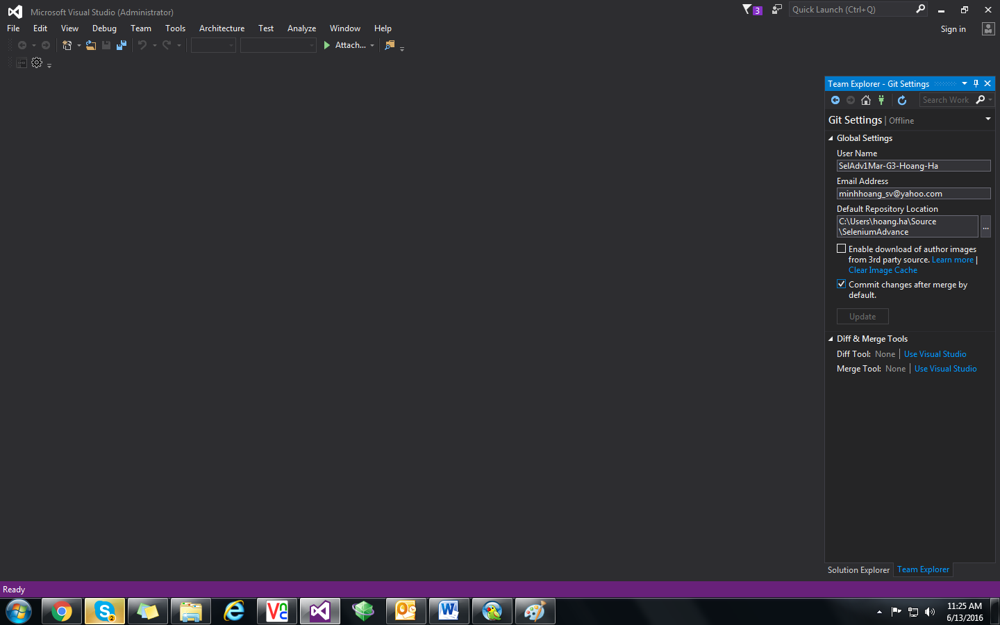 Microsoft Visual Studio (Administrator)
3
Quick Launch (Ctrl+Q)
File Edit View Debug Team Tools Architecture Test Analyze Window Help
Sign in
Attach...
Team Explorer - Git Settings
Search Work
Git Settings | Offline
Global Settings
User Name
SelAdv1Mar-G3-Hoang-Ha
Email Address
minhhoang_sv@yahoo.com
Default Repository Location
C:\Users\hoang.ha\Source
\SeleniumAdvance
...
Enable download of author images
from 3rd party source. Learn more |
Clear Image Cache
Commit changes after merge by
default.
Update
Diff & Merge Tools
Diff Tool: None | Use Visual Studio
Merge Tool: None | Use Visual Studio
Solution Explorer Team Explorer
Ready
2
11:25 AM
6/13/2016